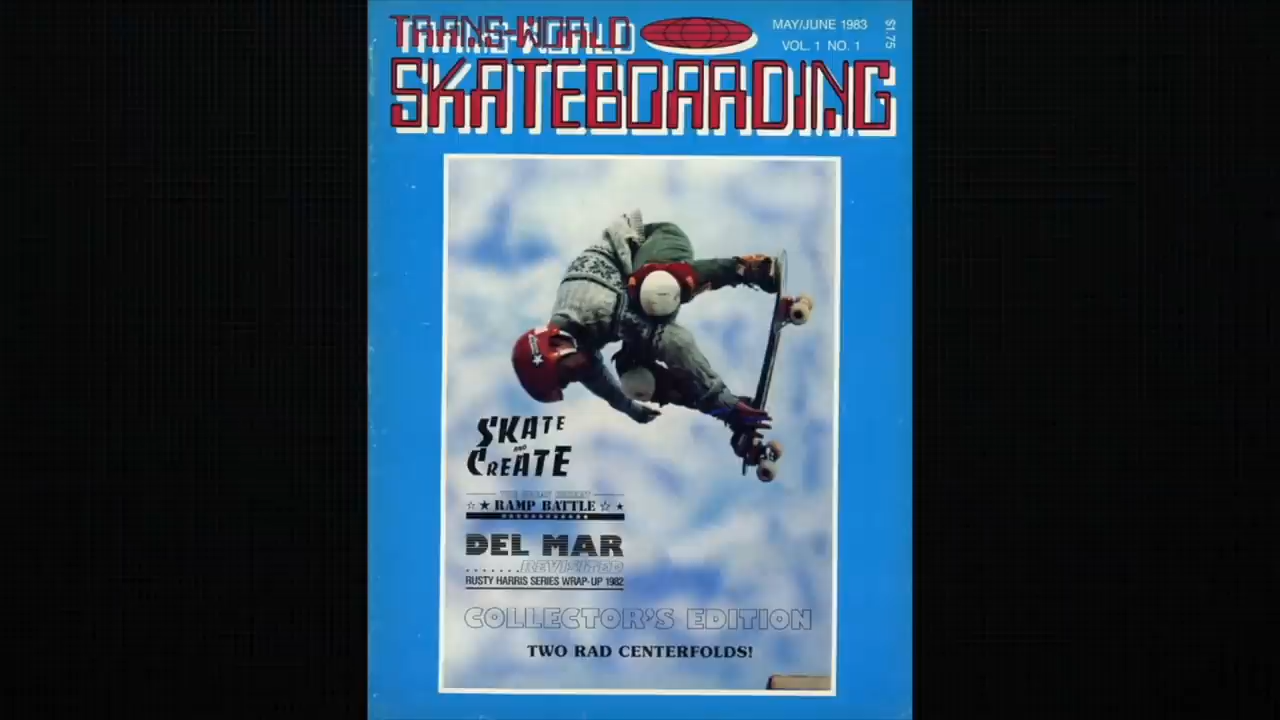 TRANS-WORLD
SKATEBOARDING
MAY/JUNE 1983
VOL. 1 NO. 1
$1.75
SKATE
AND
CREATE
RAMP BATTLE
DEL MAR
.......REVISITED
RUSTY HARRIS SERIES WRAP-UP 1982
COLLECTOR'S EDITION
TWO RAD CENTERFOLDS!